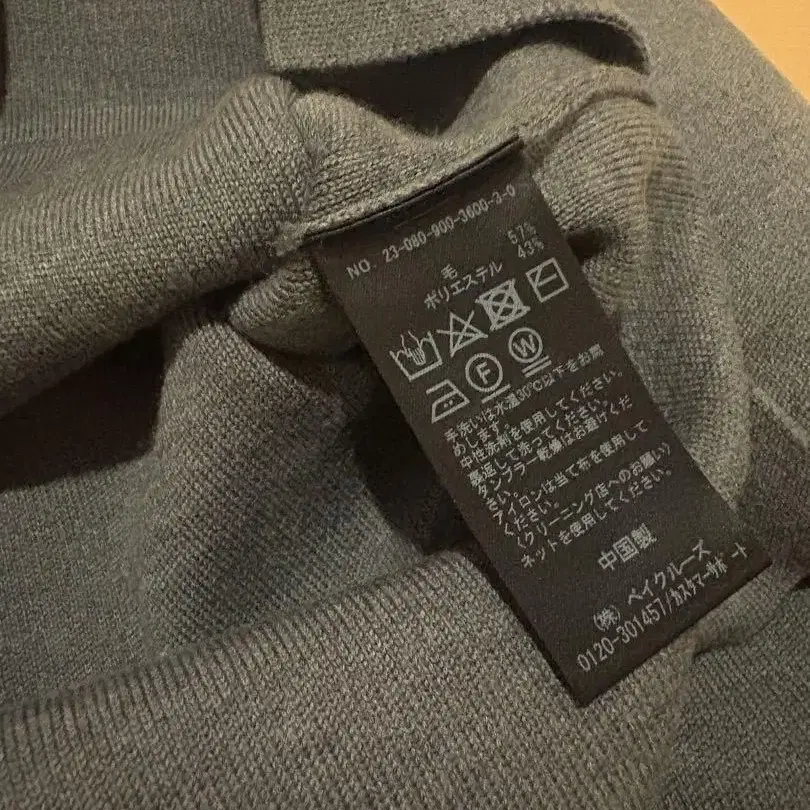 NO. 23-080-900-3600-3-0
毛 57%
ポリエステル 43%
F W
手洗いは水温30℃以下をお薦
めします。
中性洗剤を使用してください。
裏返して洗ってください。
タンブラー乾燥はお避けくだ
さい。
アイロンは当て布を使用して
ください。
〈クリーニング店へのお願い〉
ネットを使用してください。
中国製
(株) ベイクルーズ
0120-301457/カスタマーサポート